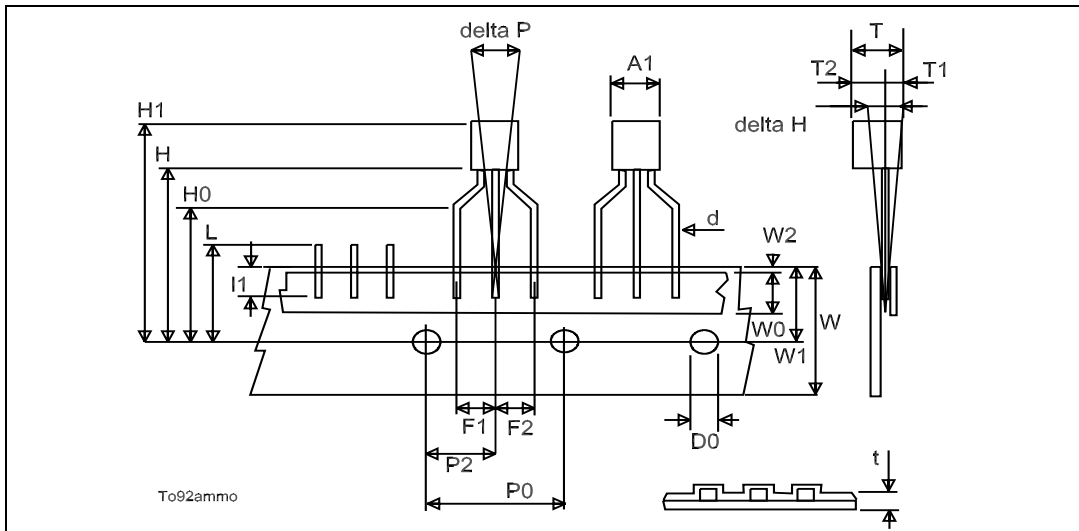 delta P
T
A1
T2
T1
H1
delta H
H
H0
d
L
W2
I1
W0
W
W1
F1
F2
D0
P2
t
P0
To92ammo